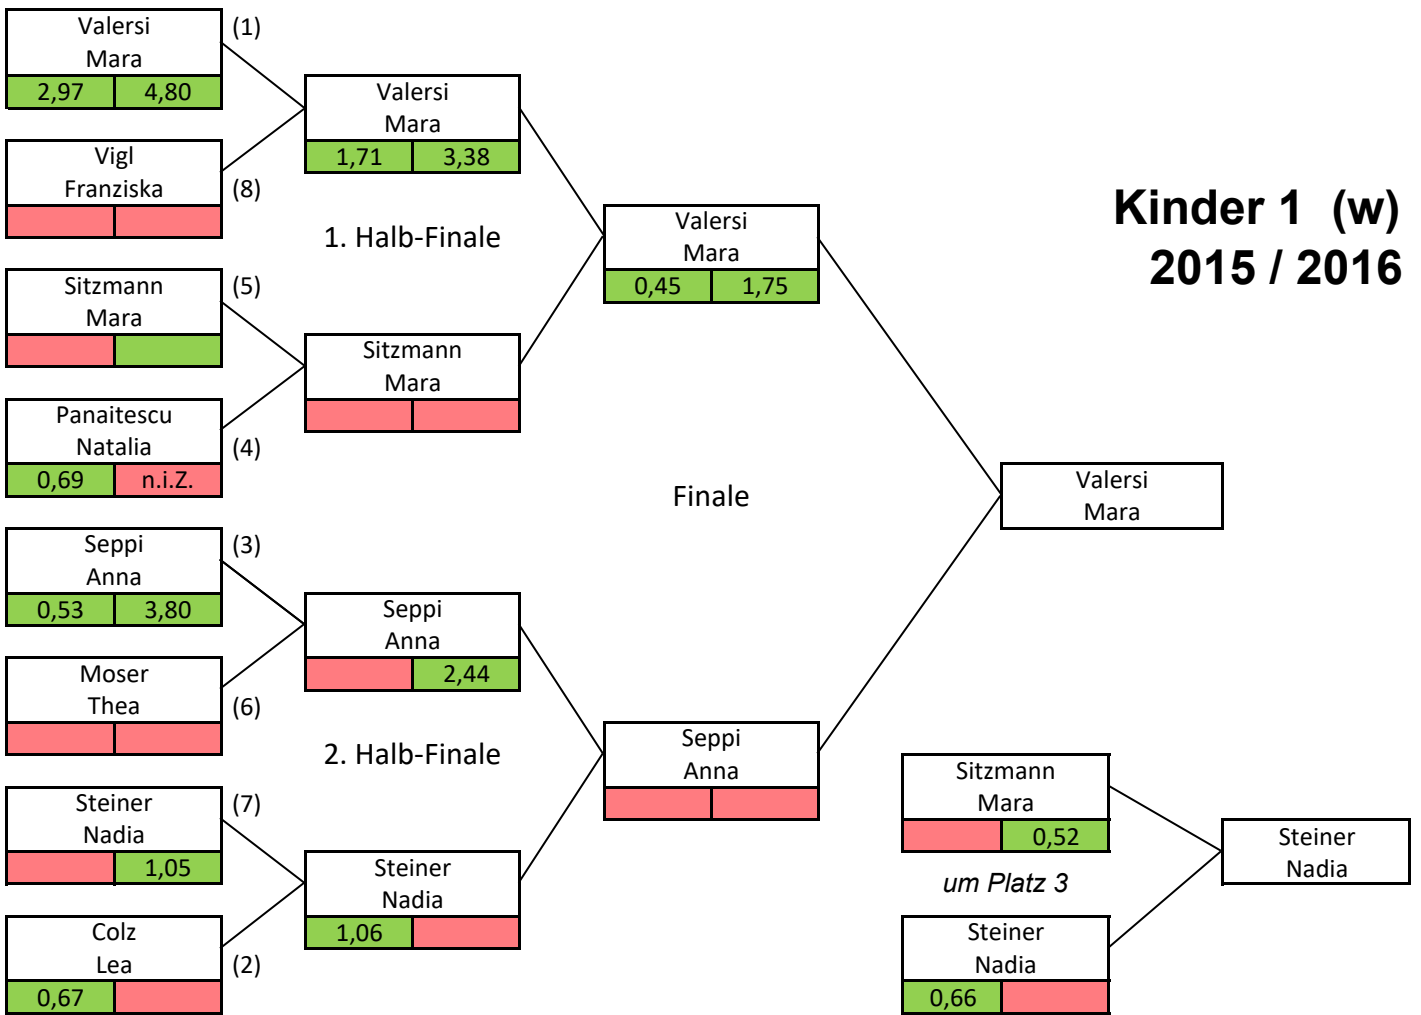 Valersi
Mara
(1)
2,97 4,80
Vigl
Franziska
(8)
Sitzmann
Mara
(5)
Panaitescu
Natalia
(4)
0,69 n.i.Z.
Seppi
Anna
(3)
0,53 3,80
Moser
Thea
(6)
Steiner
Nadia
(7)
1,05
Colz
Lea
(2)
0,67
Valersi
Mara
1,71 3,38
1. Halb-Finale
Sitzmann
Mara
Seppi
Anna
2,44
2. Halb-Finale
Steiner
Nadia
1,06
Valersi
Mara
0,45 1,75
Finale
Seppi
Anna
Kinder 1 (w)
2015 / 2016
Valersi
Mara
Sitzmann
Mara
0,52
um Platz 3
Steiner
Nadia
0,66
Steiner
Nadia